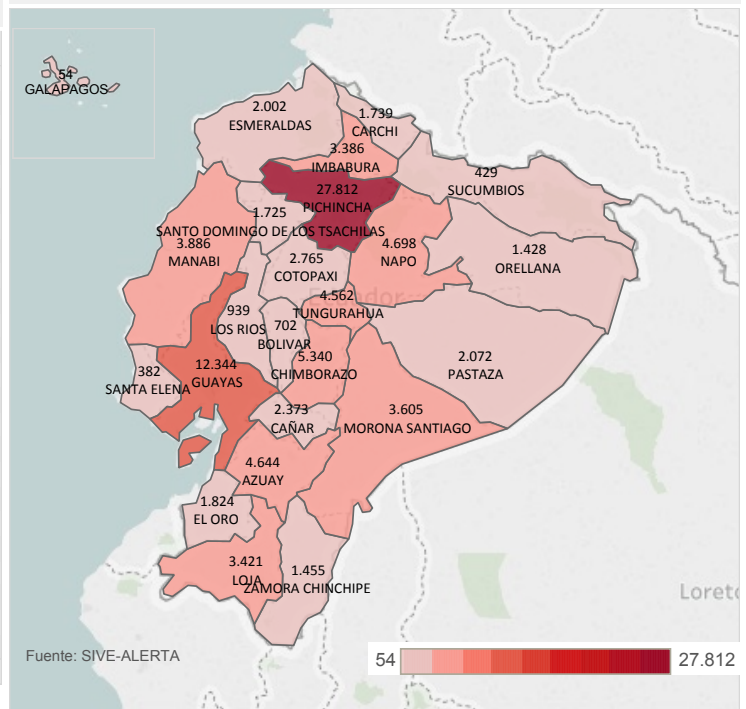 54
GALAPAGOS
2.002
ESMERALDAS
1.739
CARCHI
3.386
IMBABURA
429
SUCUMBIOS
27.812
PICHINCHA
1.725
SANTO DOMINGO DE LOS TSACHILAS
3.886
MANABI
4.698
NAPO
1.428
ORELLANA
2.765
COTOPAXI
Ecuador
4.562
TUNGURAHUA
939
LOS RIOS
702
BOLIVAR
5.340
CHIMBORAZO
2.072
PASTAZA
382
SANTA ELENA
12.344
GUAYAS
2.373
CAÑAR
3.605
MORONA SANTIAGO
4.644
AZUAY
1.824
EL ORO
3.421
LOJA
1.455
ZAMORA CHINCHIPE
Loreto
Fuente: SIVE-ALERTA
54
27.812